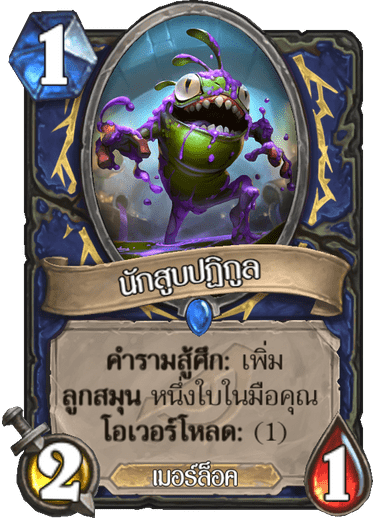 1
นักสูบปฏิกูล
คำรามสู้ศึก: เพิ่ม
ลูกสมุน หนึ่งใบในมือคุณ
โอเวอร์โหลด: (1)
2
เมอร์ล็อค
1